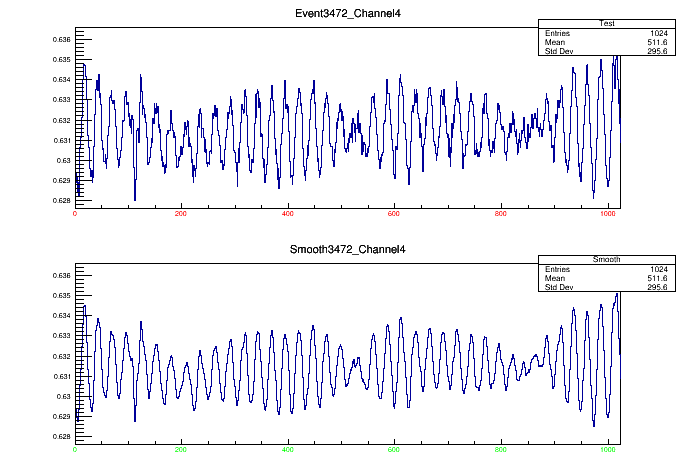 Event3472_Channel4
Test
Entries 1024
Mean 511.6
Std Dev 295.6
0.636
0.635
0.634
0.633
0.632
0.631
0.63
0.629
0.628
0 200 400 600 800 1000
Smooth3472_Channel4
Smooth
Entries 1024
Mean 511.6
Std Dev 295.6
0.636
0.635
0.634
0.633
0.632
0.631
0.63
0.629
0.628
0 200 400 600 800 1000